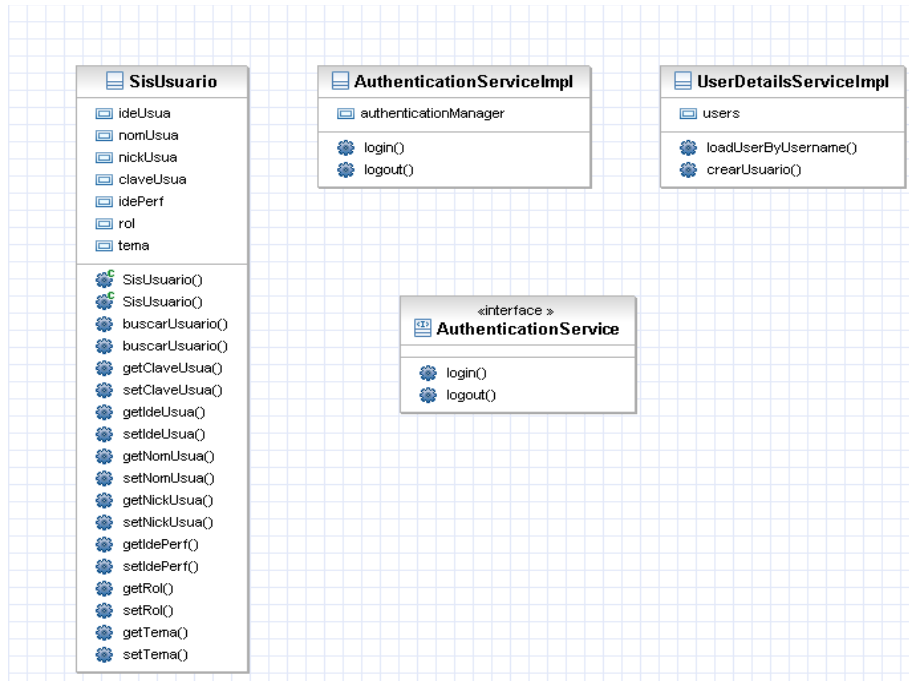 SisUsuario
ideUsua
nomUsua
nickUsua
claveUsua
idePerf
rol
tema
SisUsuario()
SisUsuario()
buscarUsuario()
buscarUsuario()
getClaveUsua()
setClaveUsua()
getIdeUsua()
setIdeUsua()
getNomUsua()
setNomUsua()
getNickUsua()
setNickUsua()
getIdePerf()
setIdePerf()
getRol()
setRol()
getTema()
setTema()
AuthenticationServiceImpl
authenticationManager
login()
logout()
UserDetailsServiceImpl
users
loadUserByUsername()
crearUsuario()
«interface »
AuthenticationService
login()
logout()